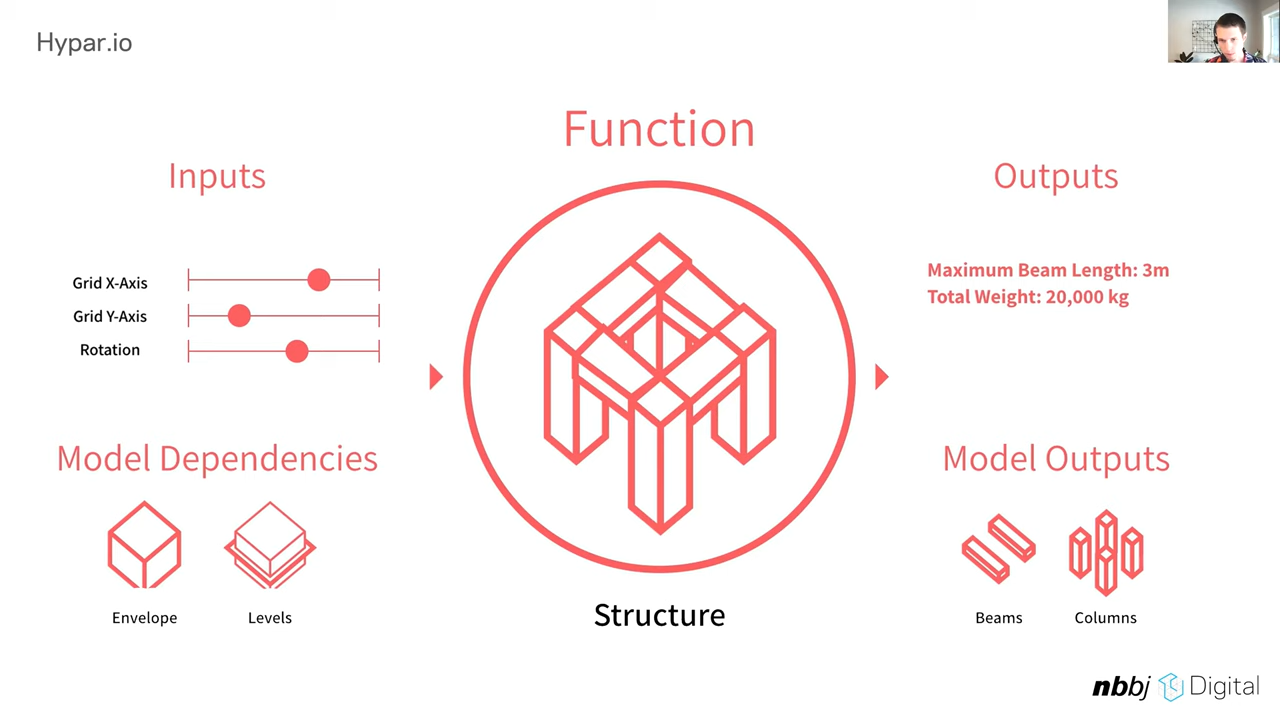 Hypar.io
Function
Inputs
Outputs
Grid X-Axis
Grid Y-Axis
Rotation
Maximum Beam Length: 3m
Total Weight: 20,000 kg
Model Dependencies
Model Outputs
Envelope
Levels
Structure
Beams
Columns
nbbj Digital